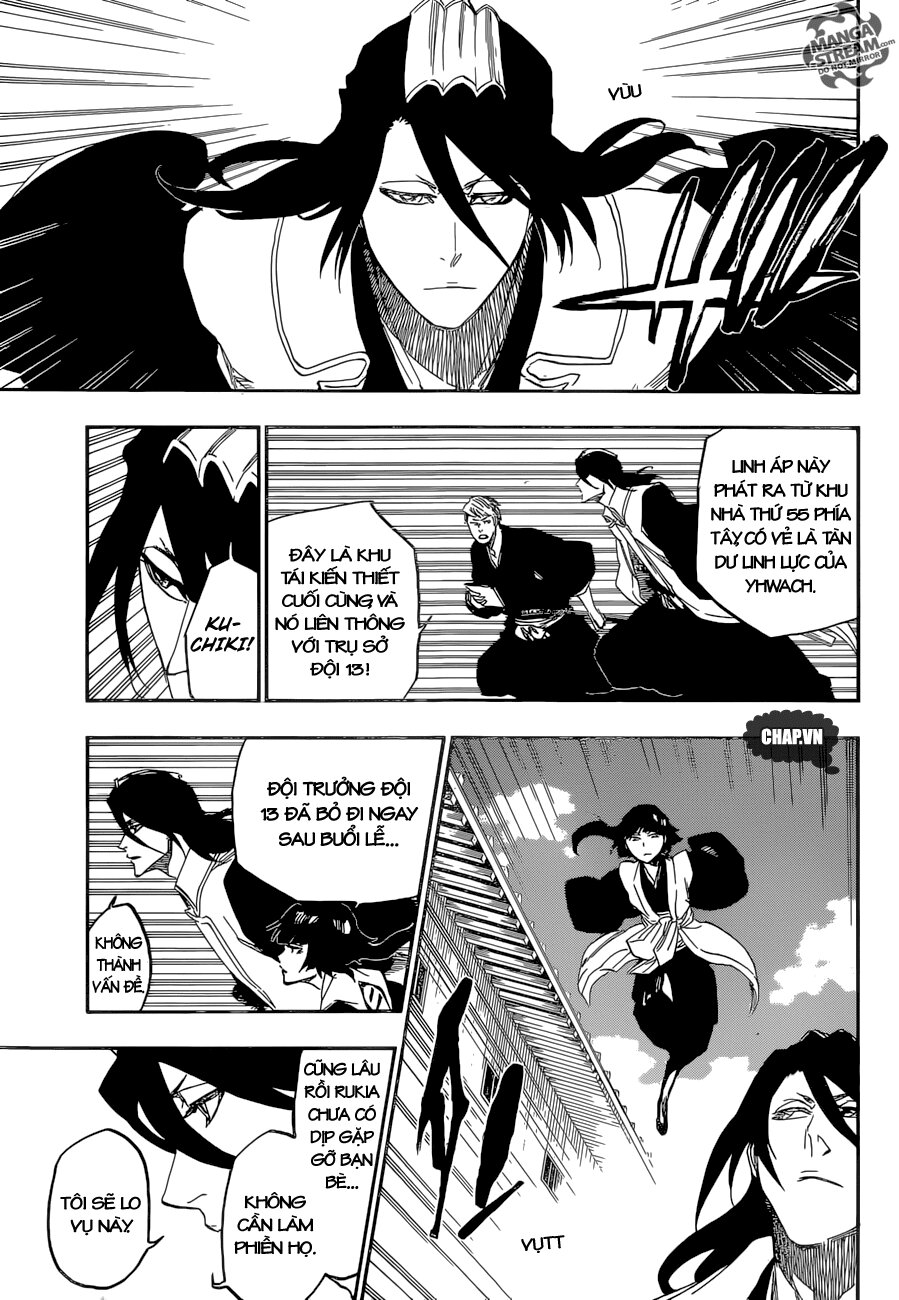 MANGA
STREAM.com
DO NOT MIRROR!
VÙU
LINH ÁP NÀY
PHÁT RA TỪ KHU
NHÀ THỨ 55 PHÍA
TÂY, CÓ VẺ LÀ TÀN
DƯ LINH LỰC CỦA
YHWACH.
ĐÂY LÀ KHU
TÁI KIẾN THIẾT
CUỐI CÙNG, VÀ
NÓ LIÊN THÔNG
VỚI TRỤ SỞ
ĐỘI 13!
KU-
CHIKI!
CHAP.VN
VỤTT
ĐỘI TRƯỞNG ĐỘI
13 ĐÃ BỎ ĐI NGAY
SAU BUỔI LỄ...
KHÔNG
THÀNH
VẤN ĐỀ.
CŨNG LÂU
RỒI RUKIA
CHƯA CÓ
DỊP GẶP
GỠ BẠN
BÈ...
KHÔNG
CẦN LÀM
PHIỀN HỌ.
TÔI SẼ LO
VỤ NÀY.